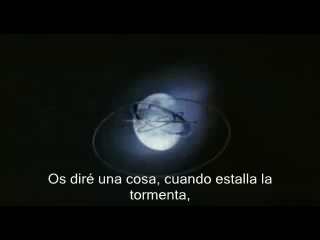 Os diré una cosa, cuando estalla la
tormenta,